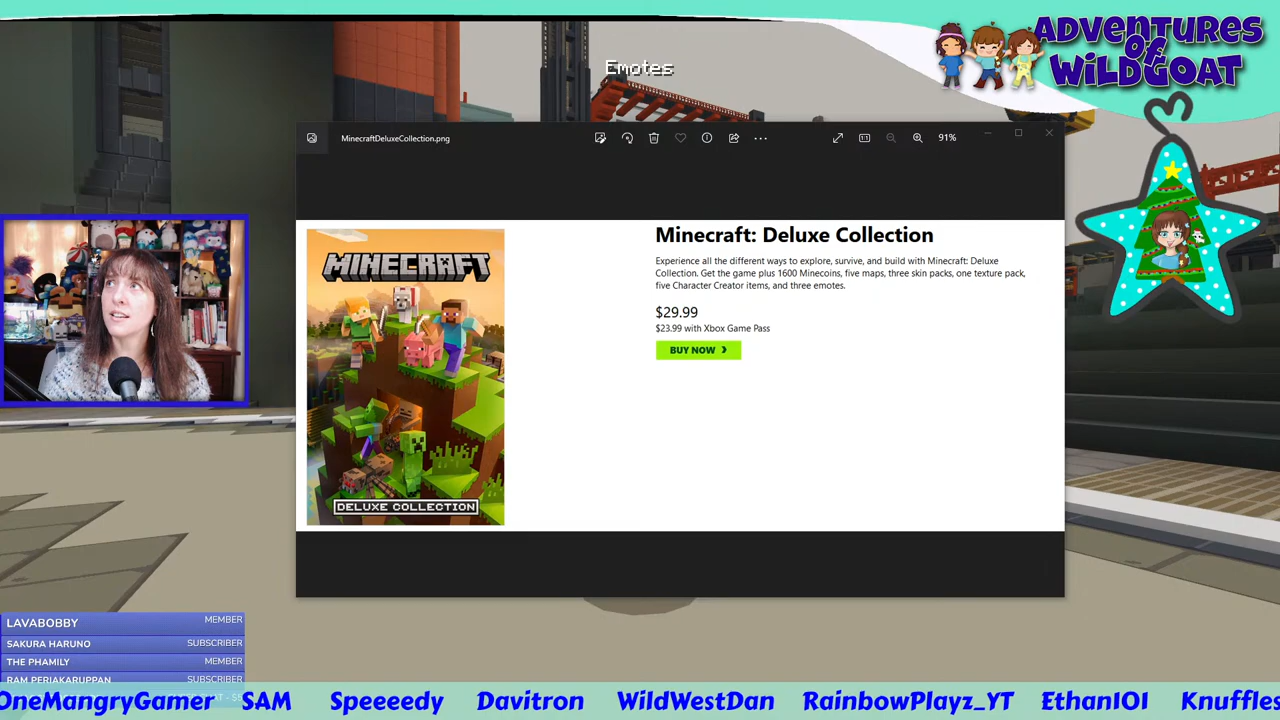 ADVENTURES
OF
WILDGOAT
Emotes
MinecraftDeluxeCollection.png
91%
MINECRAFT
DELUXE COLLECTION
Minecraft: Deluxe Collection
Experience all the different ways to explore, survive, and build with Minecraft: Deluxe
Collection. Get the game plus 1600 Minecoins, five maps, three skin packs, one texture pack,
five Character Creator items, and three emotes.
$29.99
$23.99 with Xbox Game Pass
BUY NOW
LAVABOBBY MEMBER
SAKURA HARUNO SUBSCRIBER
THE PHAMILY MEMBER
RAM PERIAKARUPPAN SUBSCRIBER
OneMangryGamer SAM Speeeedy Davitron WildWestDan RainbowPlayz_YT Ethan101 Knuffles